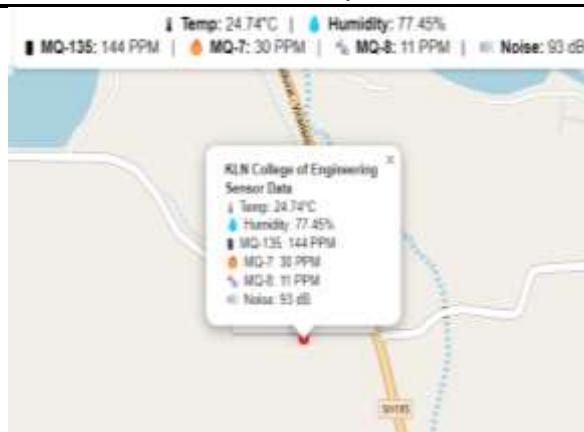 Temp: 24.74°C | Humidity: 77.45%
MQ-135: 144 PPM | MQ-7: 30 PPM | MQ-8: 11 PPM | Noise: 93 dB
KLN College of Engineering
Sensor Data
Temp: 24.74°C
Humidity: 77.45%
MQ-135: 144 PPM
MQ-7: 30 PPM
MQ-8: 11 PPM
Noise: 93 dB
SH185